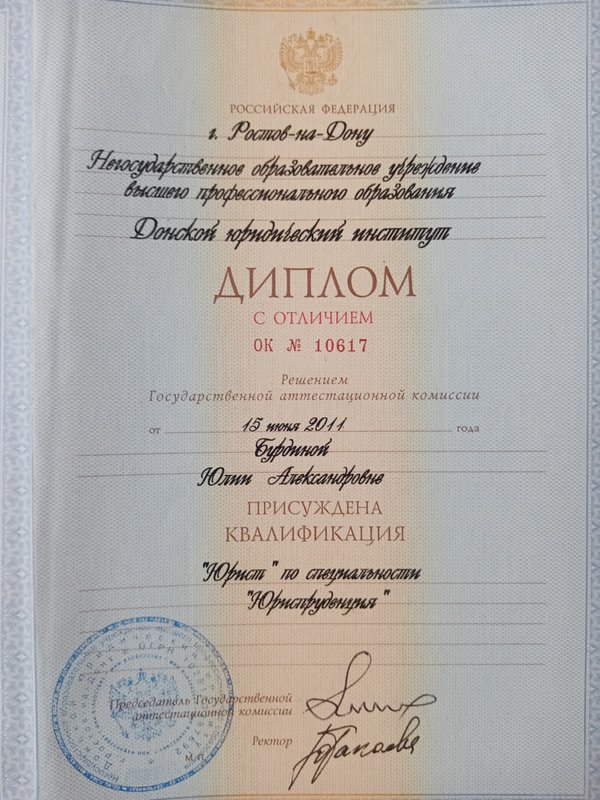 РОССИЙСКАЯ ФЕДЕРАЦИЯ
г. Ростов-на-Дону
Негосударственное образовательное учреждение
высшего профессионального образования
Донской юридический институт
ДИПЛОМ
С ОТЛИЧИЕМ
ОК № 10617
Решением
Государственной аттестационной комиссии
от 15 июня 2011 года
Бурдиной
Юлии Александровне
ПРИСУЖДЕНА
КВАЛИФИКАЦИЯ
"Юрист" по специальности
"Юриспруденция"
Председатель Государственной
аттестационной комиссии
Ректор
М.П.